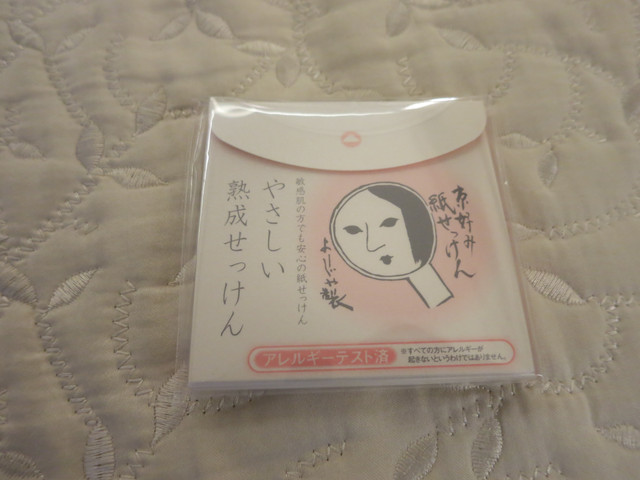 京好み
紙せっけん
よーじや製
敏感肌の方でも安心の紙せっけん
やさしい
熟成せっけん
アレルギーテスト済
※すべての方にアレルギーが
起きないというわけではありません。